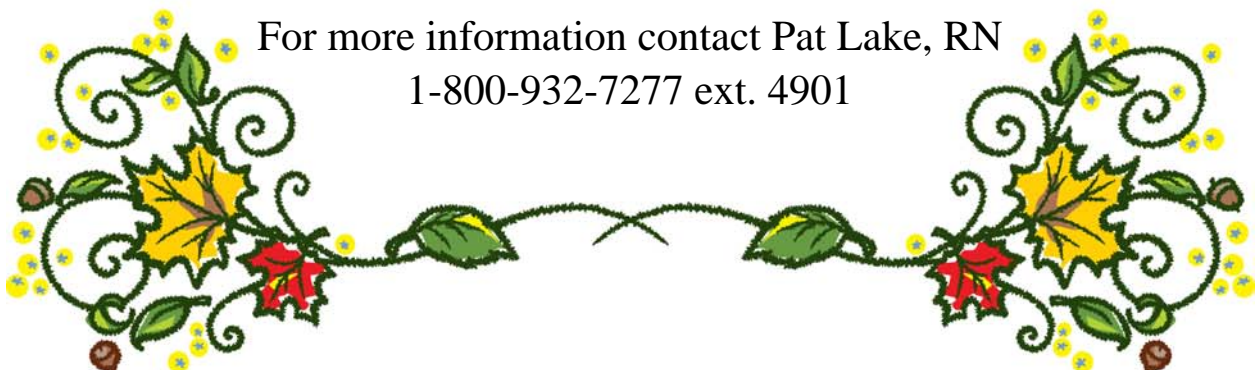 For more information contact Pat Lake, RN
1-800-932-7277 ext. 4901